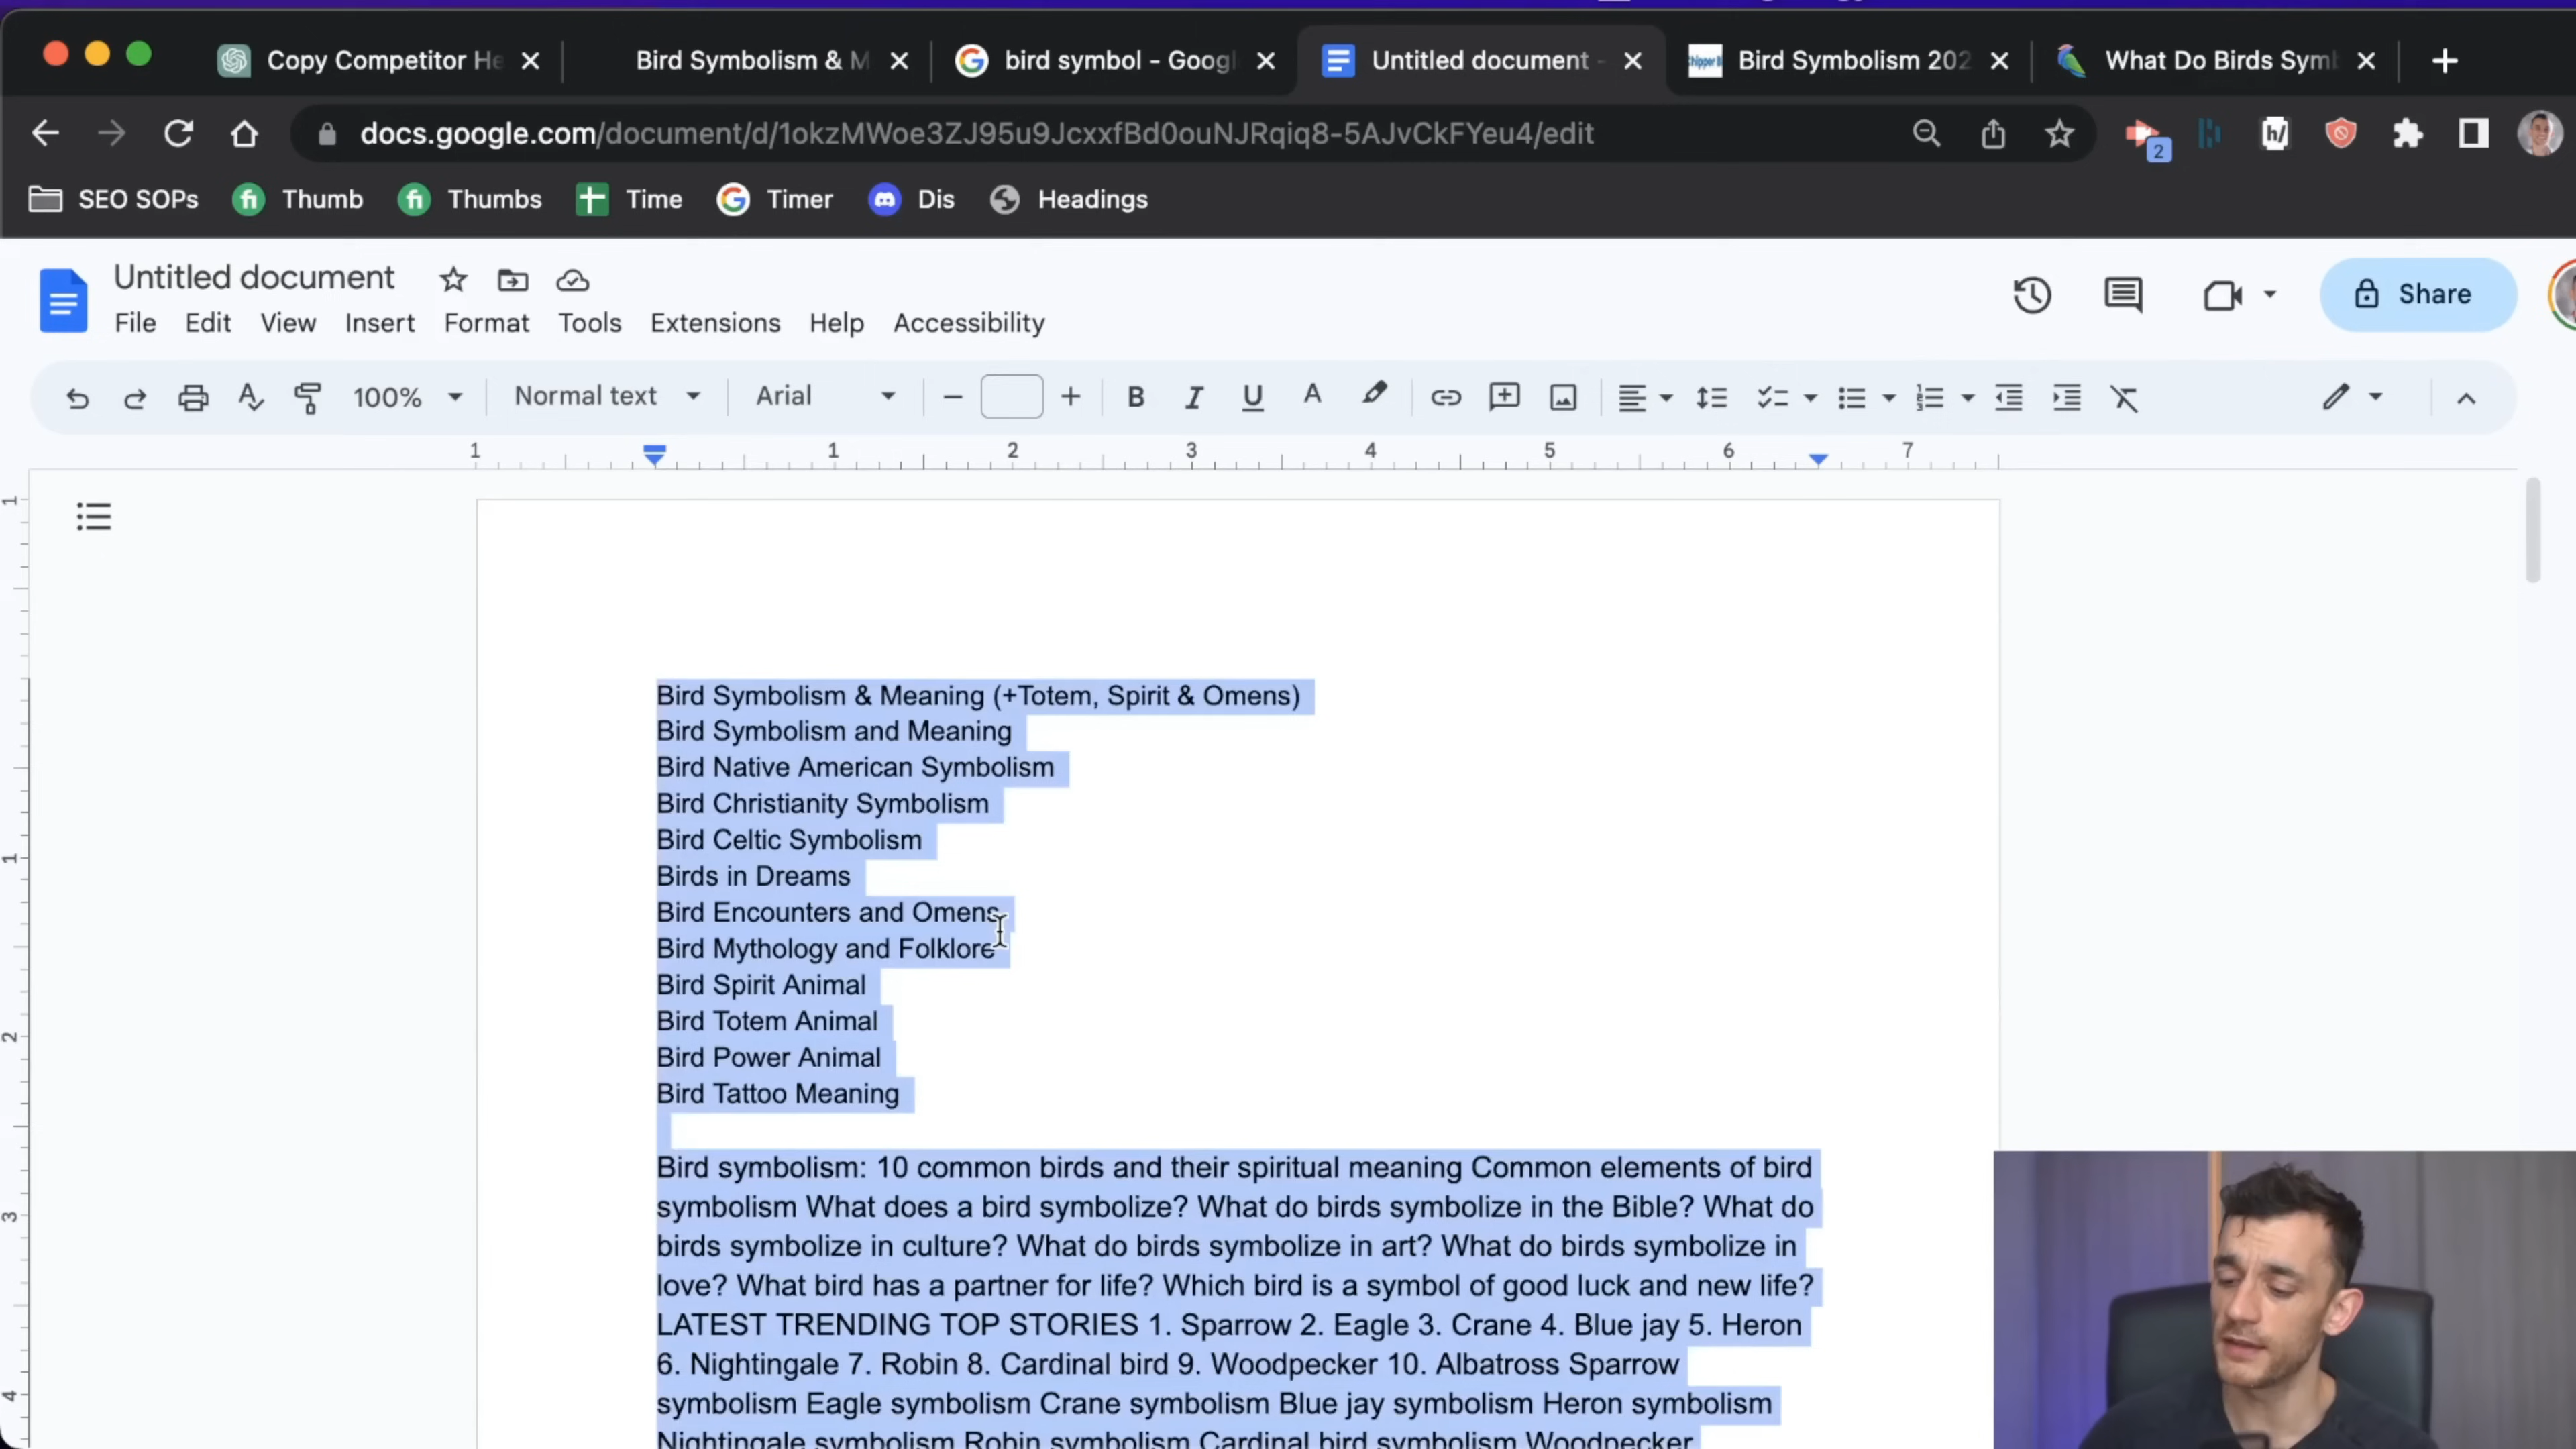 Copy Competitor He
Bird Symbolism & M
bird symbol - Googl
Untitled document -
Bird Symbolism 202
What Do Birds Syml
docs.google.com/document/d/1okzMWoe3ZJ95u9JcxxfBd0ouNJRqiq8-5AJvCkFYeu4/edit
2
SEO SOPs
Thumb
Thumbs
Time
Timer
Dis
Headings
Untitled document
File
Edit
View
Insert
Format
Tools
Extensions
Help
Accessibility
Share
100%
Normal text
Arial
1 1 2 3 4 5 6 7
1
1
2
3
4
Bird Symbolism & Meaning (+Totem, Spirit & Omens)
Bird Symbolism and Meaning
Bird Native American Symbolism
Bird Christianity Symbolism
Bird Celtic Symbolism
Birds in Dreams
Bird Encounters and Omens
Bird Mythology and Folklore
Bird Spirit Animal
Bird Totem Animal
Bird Power Animal
Bird Tattoo Meaning
Bird symbolism: 10 common birds and their spiritual meaning Common elements of bird
symbolism What does a bird symbolize? What do birds symbolize in the Bible? What do
birds symbolize in culture? What do birds symbolize in art? What do birds symbolize in
love? What bird has a partner for life? Which bird is a symbol of good luck and new life?
LATEST TRENDING TOP STORIES 1. Sparrow 2. Eagle 3. Crane 4. Blue jay 5. Heron
6. Nightingale 7. Robin 8. Cardinal bird 9. Woodpecker 10. Albatross Sparrow
symbolism Eagle symbolism Crane symbolism Blue jay symbolism Heron symbolism
Nightingale symbolism Robin symbolism Cardinal bird symbolism Woodpecker